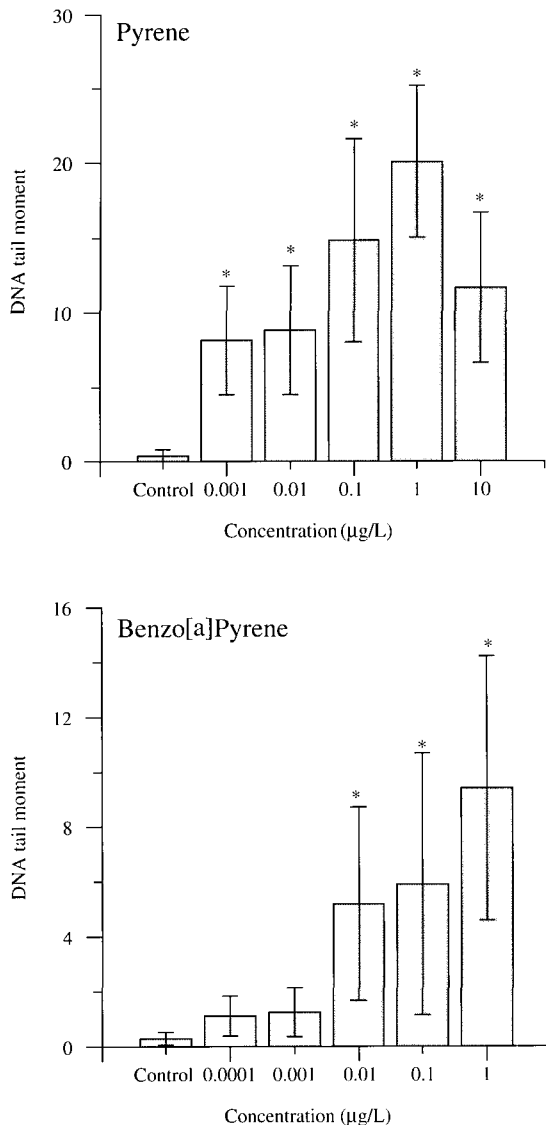 Pyrene
30
20
10
0
DNA tail moment
* * * * *
Control 0.001 0.01 0.1 1 10
Concentration (µg/L)
Benzo[a]Pyrene
16
12
8
4
0
DNA tail moment
* * *
Control 0.0001 0.001 0.01 0.1 1
Concentration (µg/L)